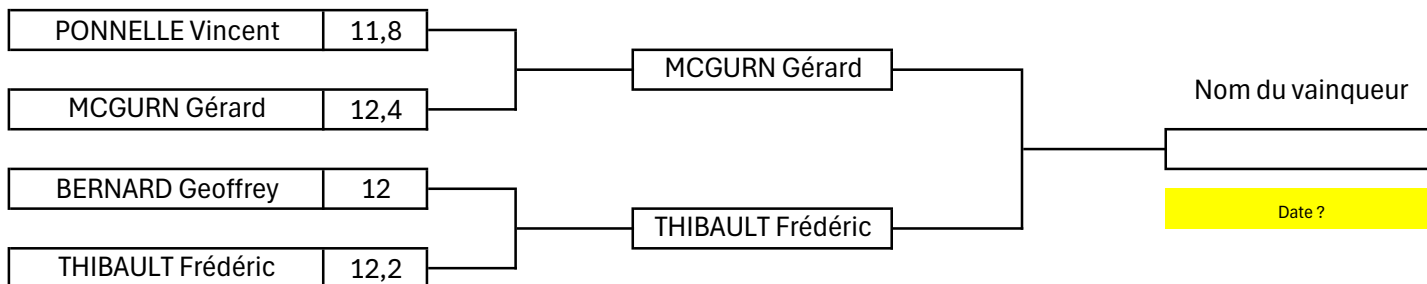 PONNELLE Vincent 11,8
MCGURN Gérard
MCGURN Gérard 12,4
Nom du vainqueur
BERNARD Geoffrey 12
Date ?
THIBAULT Frédéric
THIBAULT Frédéric 12,2